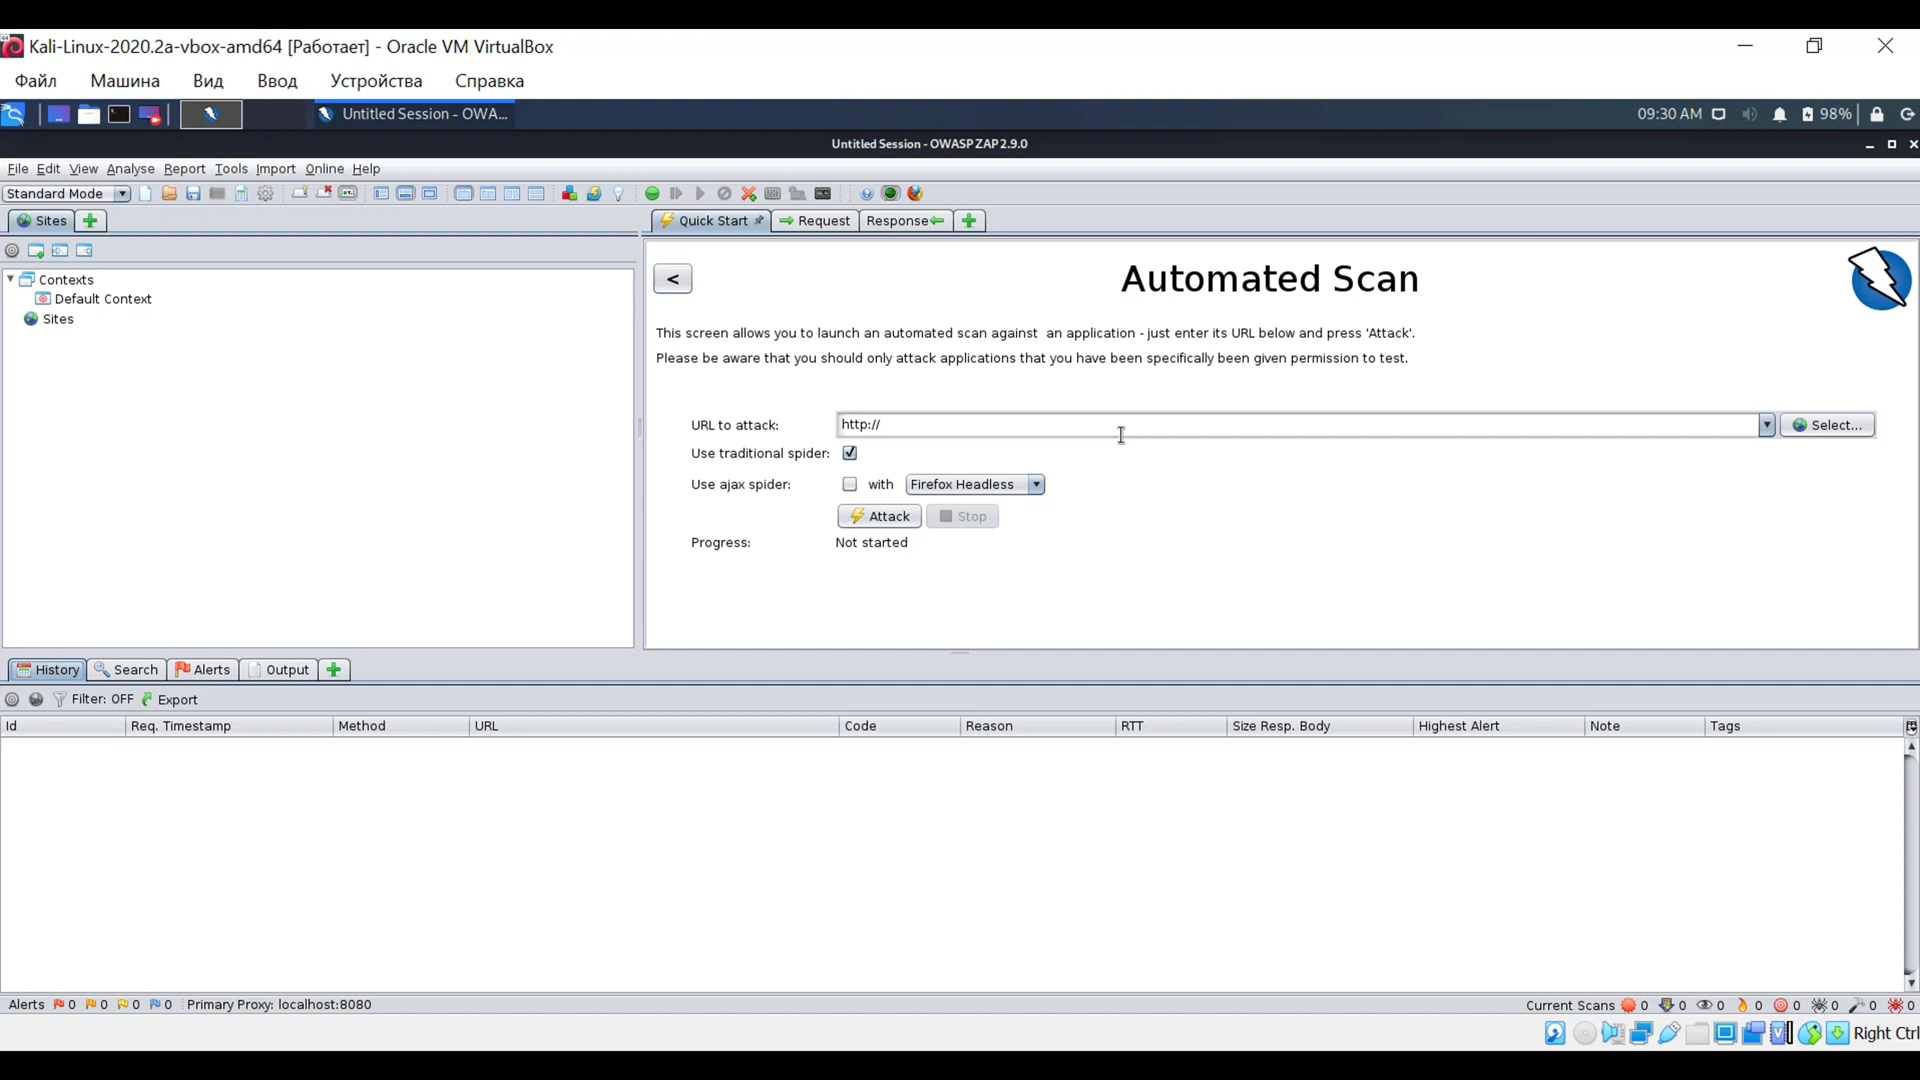 Kali-Linux-2020.2a-vbox-amd64 [Работает] - Oracle VM VirtualBox
Файл Машина Вид Ввод Устройства Справка
Untitled Session - OWA... 09:30 AM 98%
Untitled Session - OWASP ZAP 2.9.0
File Edit View Analyse Report Tools Import Online Help
Standard Mode
Sites
Quick Start Request Response
Contexts
Default Context
Sites
<
Automated Scan
This screen allows you to launch an automated scan against  an application - just enter its URL below and press 'Attack'.
Please be aware that you should only attack applications that you have been specifically been given permission to test.
URL to attack: http:// Select...
Use traditional spider:
Use ajax spider: with Firefox Headless
Attack Stop
Progress: Not started
History Search Alerts Output
Filter: OFF Export
Id Req. Timestamp Method URL Code Reason RTT Size Resp. Body Highest Alert Note Tags
Alerts 0 0 0 0 Primary Proxy: localhost:8080 Current Scans 0 0 0 0 0 0 0 0
Right Ctrl